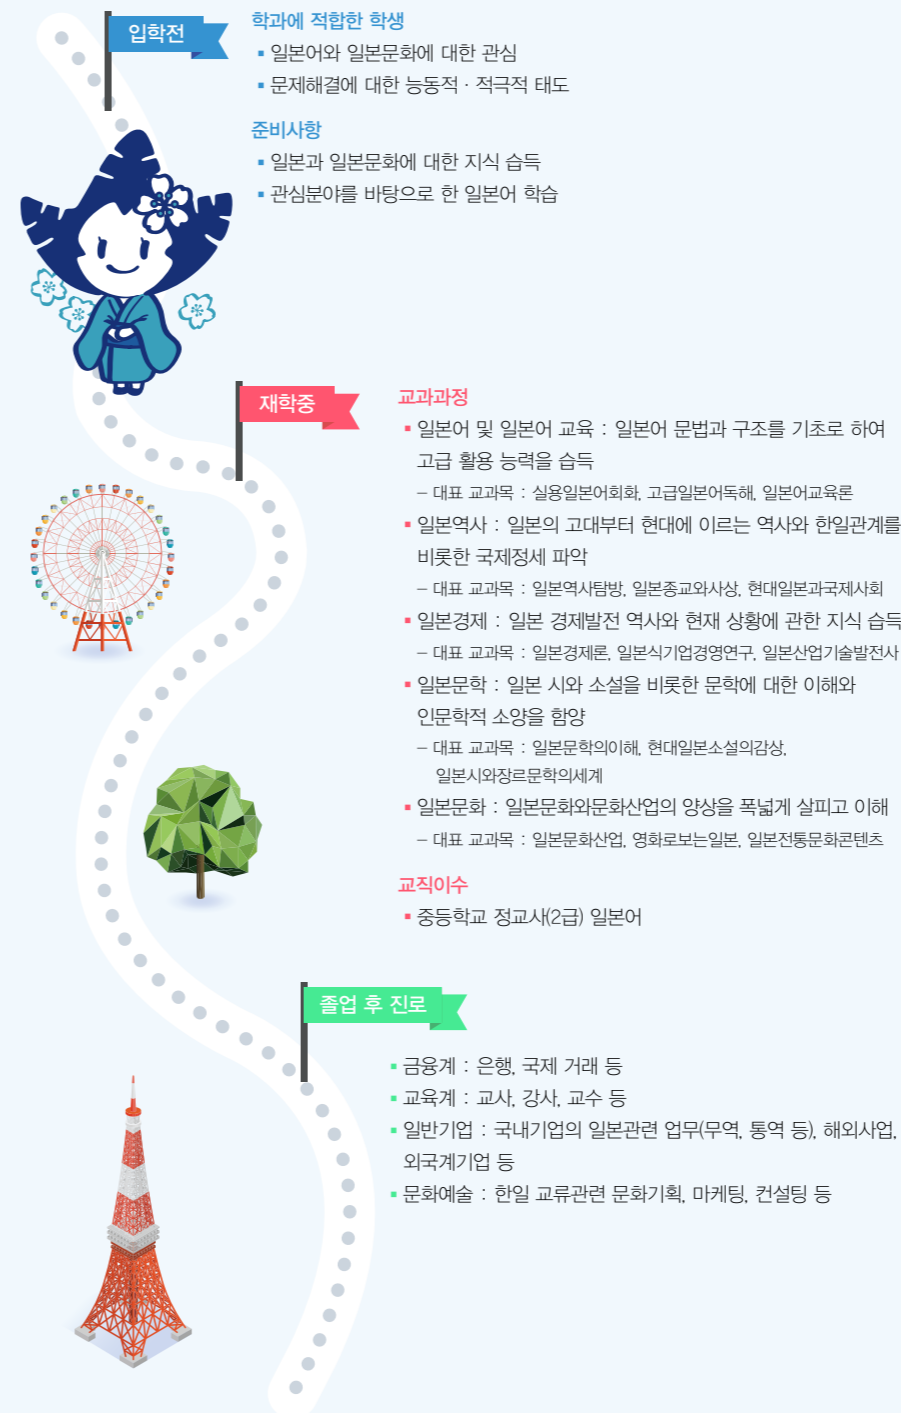 입학전
학과에 적합한 학생
▪ 일본어와 일본문화에 대한 관심
▪ 문제해결에 대한 능동적 · 적극적 태도
준비사항
▪ 일본과 일본문화에 대한 지식 습득
▪ 관심분야를 바탕으로 한 일본어 학습
재학중
교과과정
▪ 일본어 및 일본어 교육 : 일본어 문법과 구조를 기초로 하여
고급 활용 능력을 습득
– 대표 교과목 : 실용일본어회화, 고급일본어독해, 일본어교육론
▪ 일본역사 : 일본의 고대부터 현대에 이르는 역사와 한일관계를
비롯한 국제정세 파악
– 대표 교과목 : 일본역사탐방, 일본종교와사상, 현대일본과국제사회
▪ 일본경제 : 일본 경제발전 역사와 현재 상황에 관한 지식 습득
– 대표 교과목 : 일본경제론, 일본식기업경영연구, 일본산업기술발전사
▪ 일본문학 : 일본 시와 소설을 비롯한 문학에 대한 이해와
인문학적 소양을 함양
– 대표 교과목 : 일본문학의이해, 현대일본소설의감상,
일본시와장르문학의세계
▪ 일본문화 : 일본문화와문화산업의 양상을 폭넓게 살피고 이해
– 대표 교과목 : 일본문화산업, 영화로보는일본, 일본전통문화콘텐츠
교직이수
▪ 중등학교 정교사(2급) 일본어
졸업 후 진로
▪ 금융계 : 은행, 국제 거래 등
▪ 교육계 : 교사, 강사, 교수 등
▪ 일반기업 : 국내기업의 일본관련 업무(무역, 통역 등), 해외사업,
외국계기업 등
▪ 문화예술 : 한일 교류관련 문화기획, 마케팅, 컨설팅 등